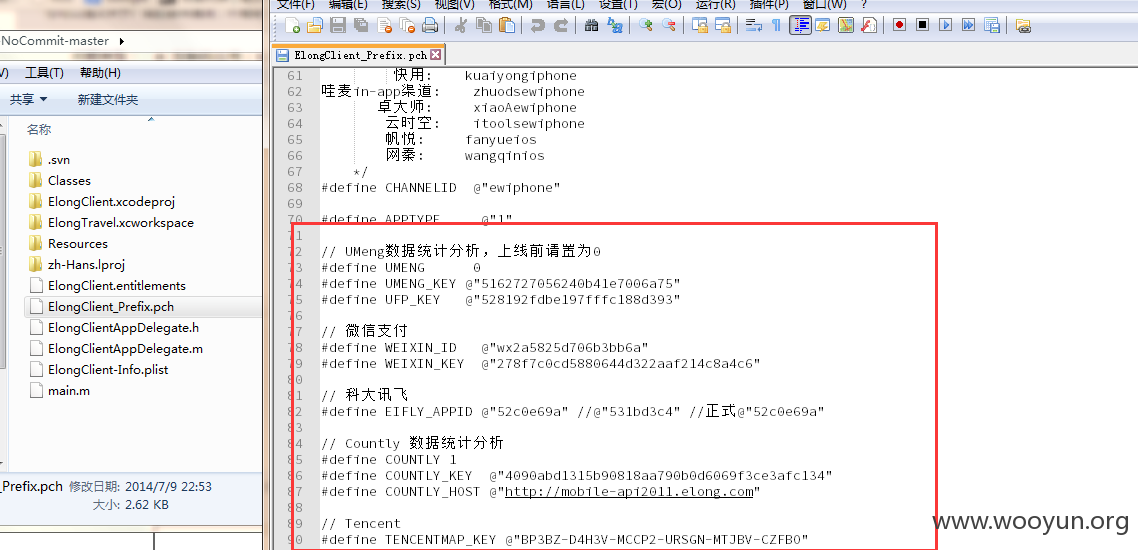 文件(F) 编辑(E) 搜索(S) 视图(V) 格式(M) 语言(L) 设置(T) 宏(O) 运行(R) 插件(P) 窗口(W) ?
-NoCommit-master
V) 工具(T) 帮助(H)
共享 新建文件夹
名称
.svn
Classes
ElongClient.xcodeproj
ElongTravel.xcworkspace
Resources
zh-Hans.lproj
ElongClient.entitlements
ElongClient_Prefix.pch
ElongClientAppDelegate.h
ElongClientAppDelegate.m
ElongClient-Info.plist
main.m
_Prefix.pch 修改日期: 2014/7/9 22:53
大小: 2.62 KB
ElongClient_Prefix.pch
61 快用: kuaiyongiphone
62 哇麦in-app渠道: zhuodsewiphone
63 卓大师: xiaoAewiphone
64 云时空: itoolsewiphone
65 帆悦: fanyueios
66 网秦: wangqinios
67 */
68 #define CHANNELID @"ewiphone"
69
70 #define APPTYPE @"1"
71
72 // UMeng数据统计分析，上线前请置为0
73 #define UMENG 0
74 #define UMENG_KEY @"5162727056240b41e7006a75"
75 #define UFP_KEY @"528192fdbe197fffc188d393"
76
77 // 微信支付
78 #define WEIXIN_ID @"wx2a5825d706b3bb6a"
79 #define WEIXIN_KEY @"278f7c0cd5880644d322aaf214c8a4c6"
80
81 // 科大讯飞
82 #define EIFLY_APPID @"52c0e69a" //@"531bd3c4" //正式@"52c0e69a"
83
84 // Countly 数据统计分析
85 #define COUNTLY 1
86 #define COUNTLY_KEY @"4090abd1315b90818aa790b0d6069f3ce3afc134"
87 #define COUNTLY_HOST @"http://mobile-api2011.elong.com"
88
89 // Tencent
90 #define TENCENTMAP_KEY @"BP3BZ-D4H3V-MCCP2-URSGN-MTJBV-CZFBO"
www.wooyun.org